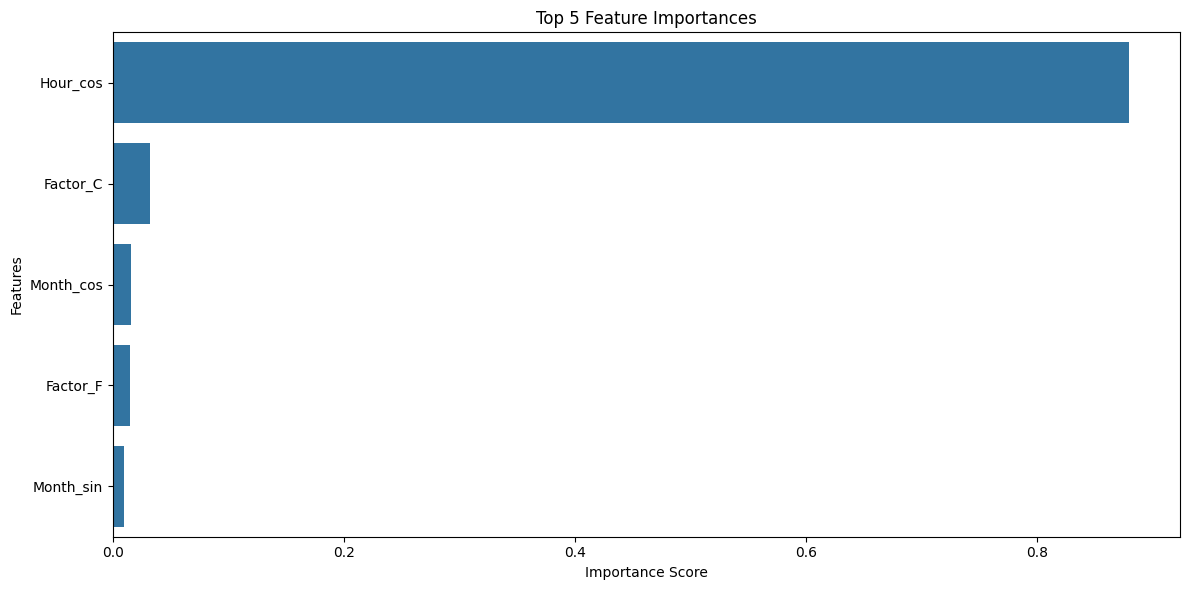 Top 5 Feature Importances
Features
Hour_cos
Factor_C
Month_cos
Factor_F
Month_sin
0.0 0.2 0.4 0.6 0.8
Importance Score